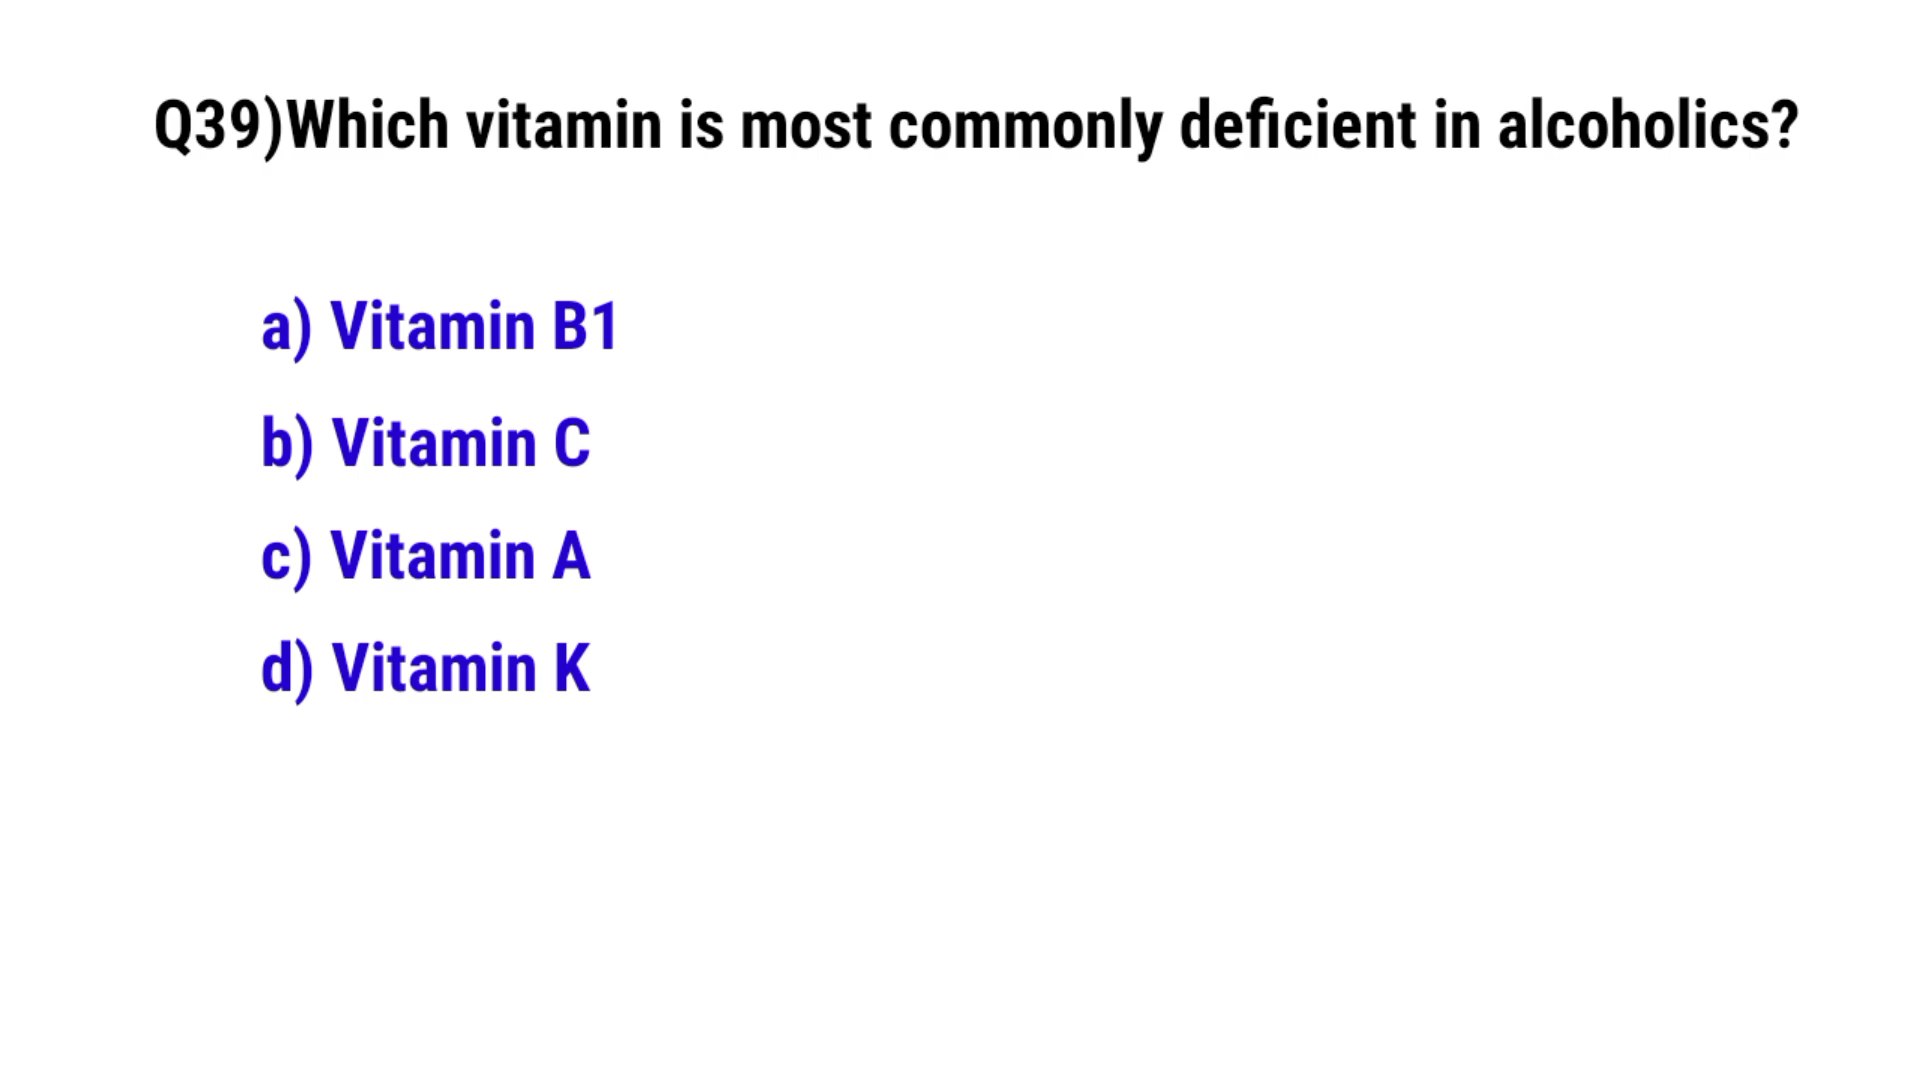 Q39)Which vitamin is most commonly deficient in alcoholics?
a) Vitamin B1
b) Vitamin C
c) Vitamin A
d) Vitamin K